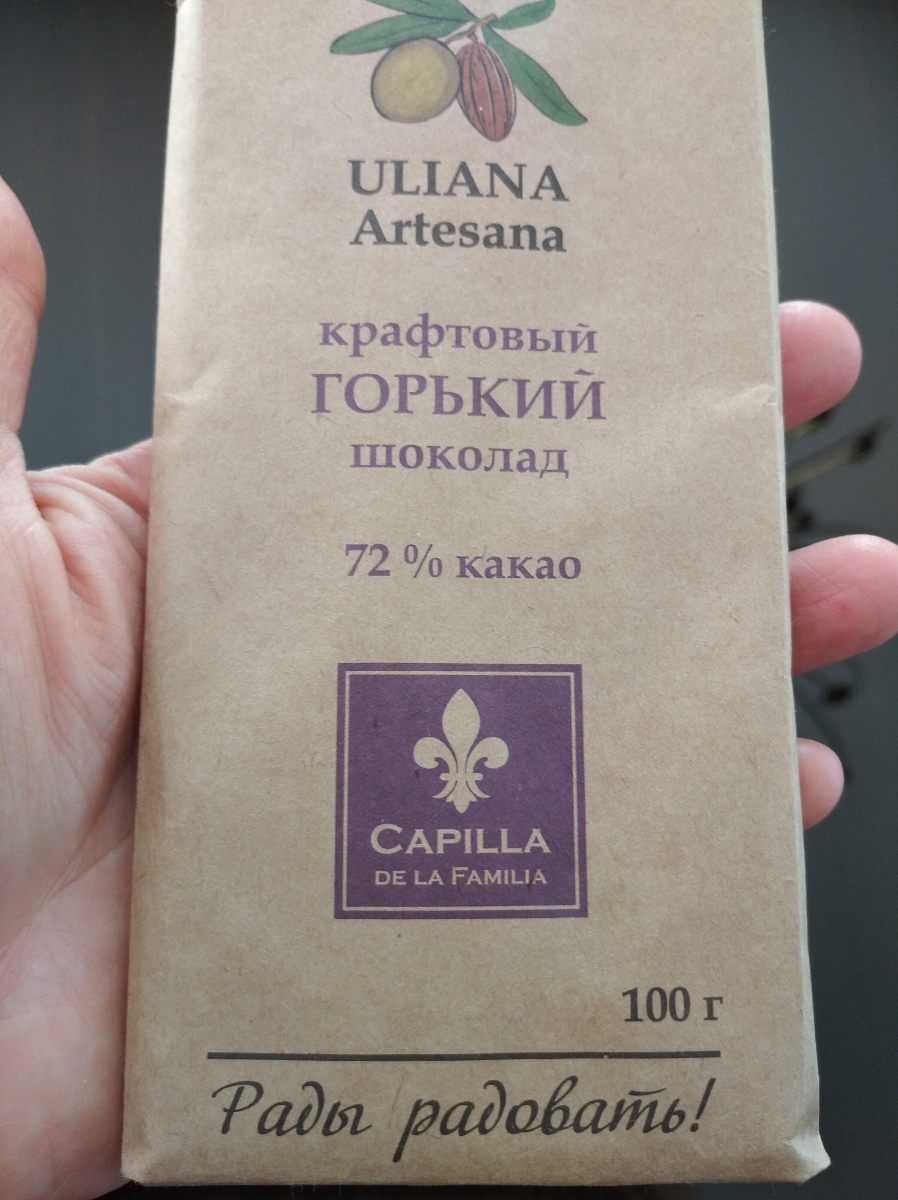 ULIANA
Artesana
крафтовый
ГОРЬКИЙ
шоколад
72 % какао
CAPILLA
DE LA FAMILIA
100 г
Рады радовать!